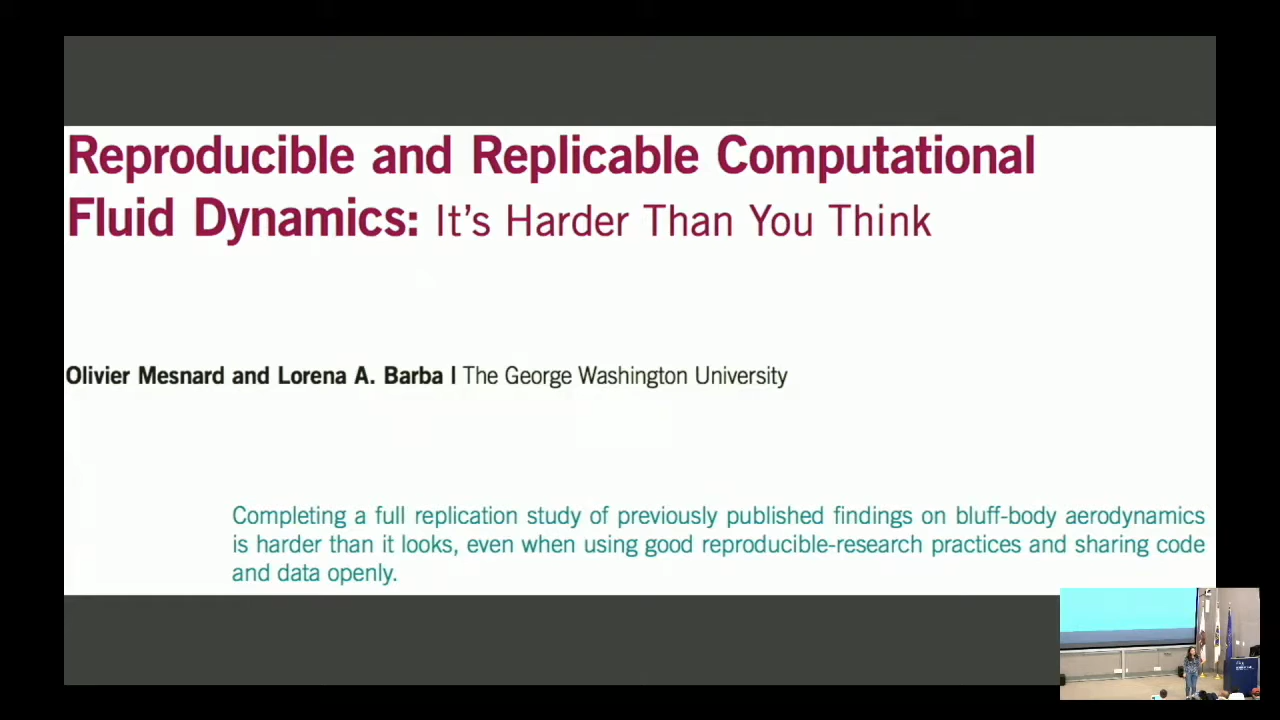 Reproducible and Replicable Computational
Fluid Dynamics: It's Harder Than You Think
Olivier Mesnard and Lorena A. Barba | The George Washington University
Completing a full replication study of previously published findings on bluff-body aerodynamics
is harder than it looks, even when using good reproducible-research practices and sharing code
and data openly.